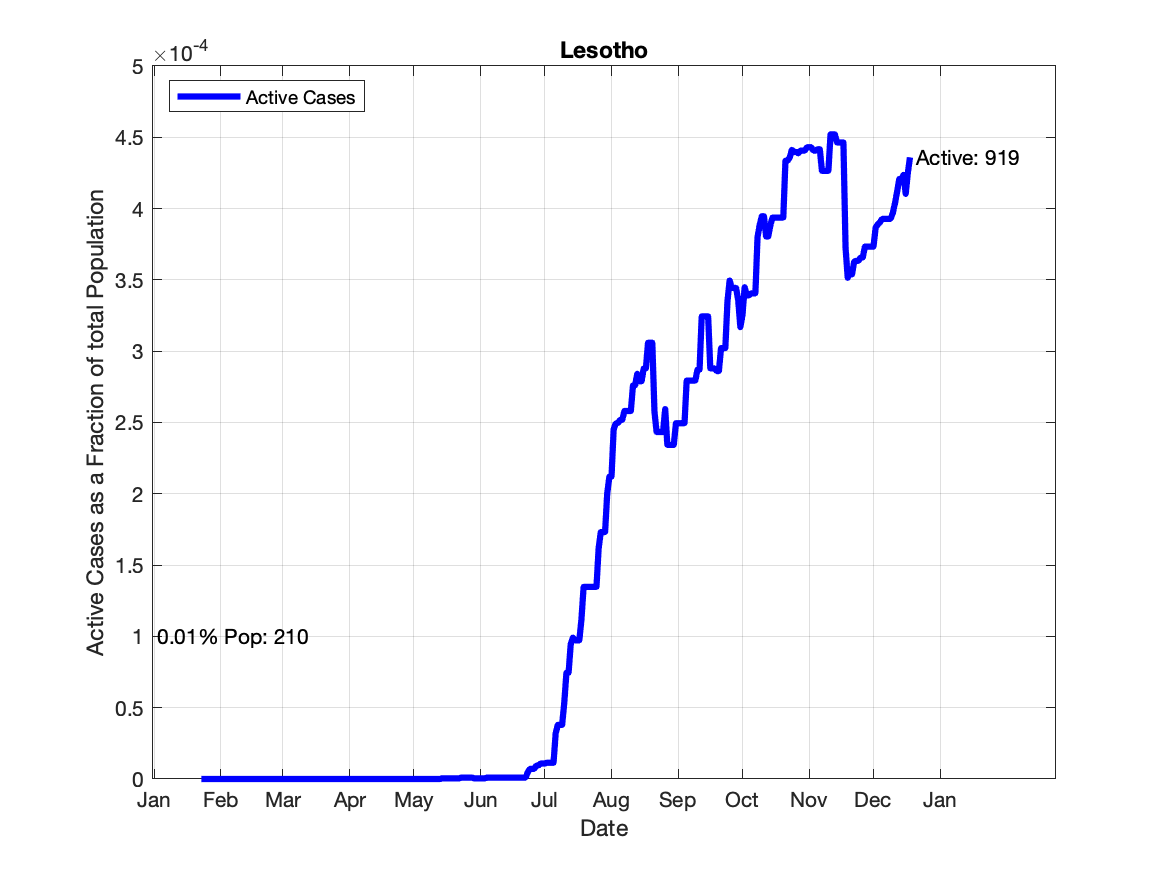 Lesotho
×10^-4
Active Cases
5
4.5
4
3.5
3
2.5
2
1.5
1
0.5
0
Active Cases as a Fraction of total Population
Active: 919
0.01% Pop: 210
Jan Feb Mar Apr May Jun Jul Aug Sep Oct Nov Dec Jan
Date